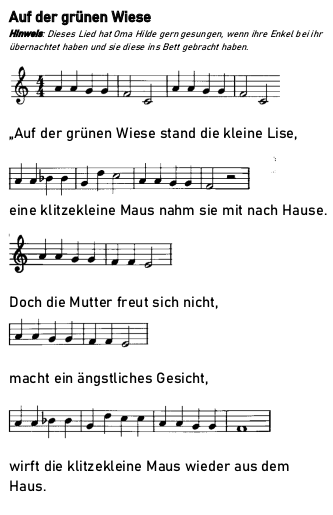 Auf der grünen Wiese
Hinweis: Dieses Lied hat Oma Hilde gern gesungen, wenn ihre Enkel bei ihr
übernachtet haben und sie diese ins Bett gebracht haben.
„Auf der grünen Wiese stand die kleine Lise,
eine klitzekleine Maus nahm sie mit nach Hause.
Doch die Mutter freut sich nicht,
macht ein ängstliches Gesicht,
wirft die klitzekleine Maus wieder aus dem
Haus.